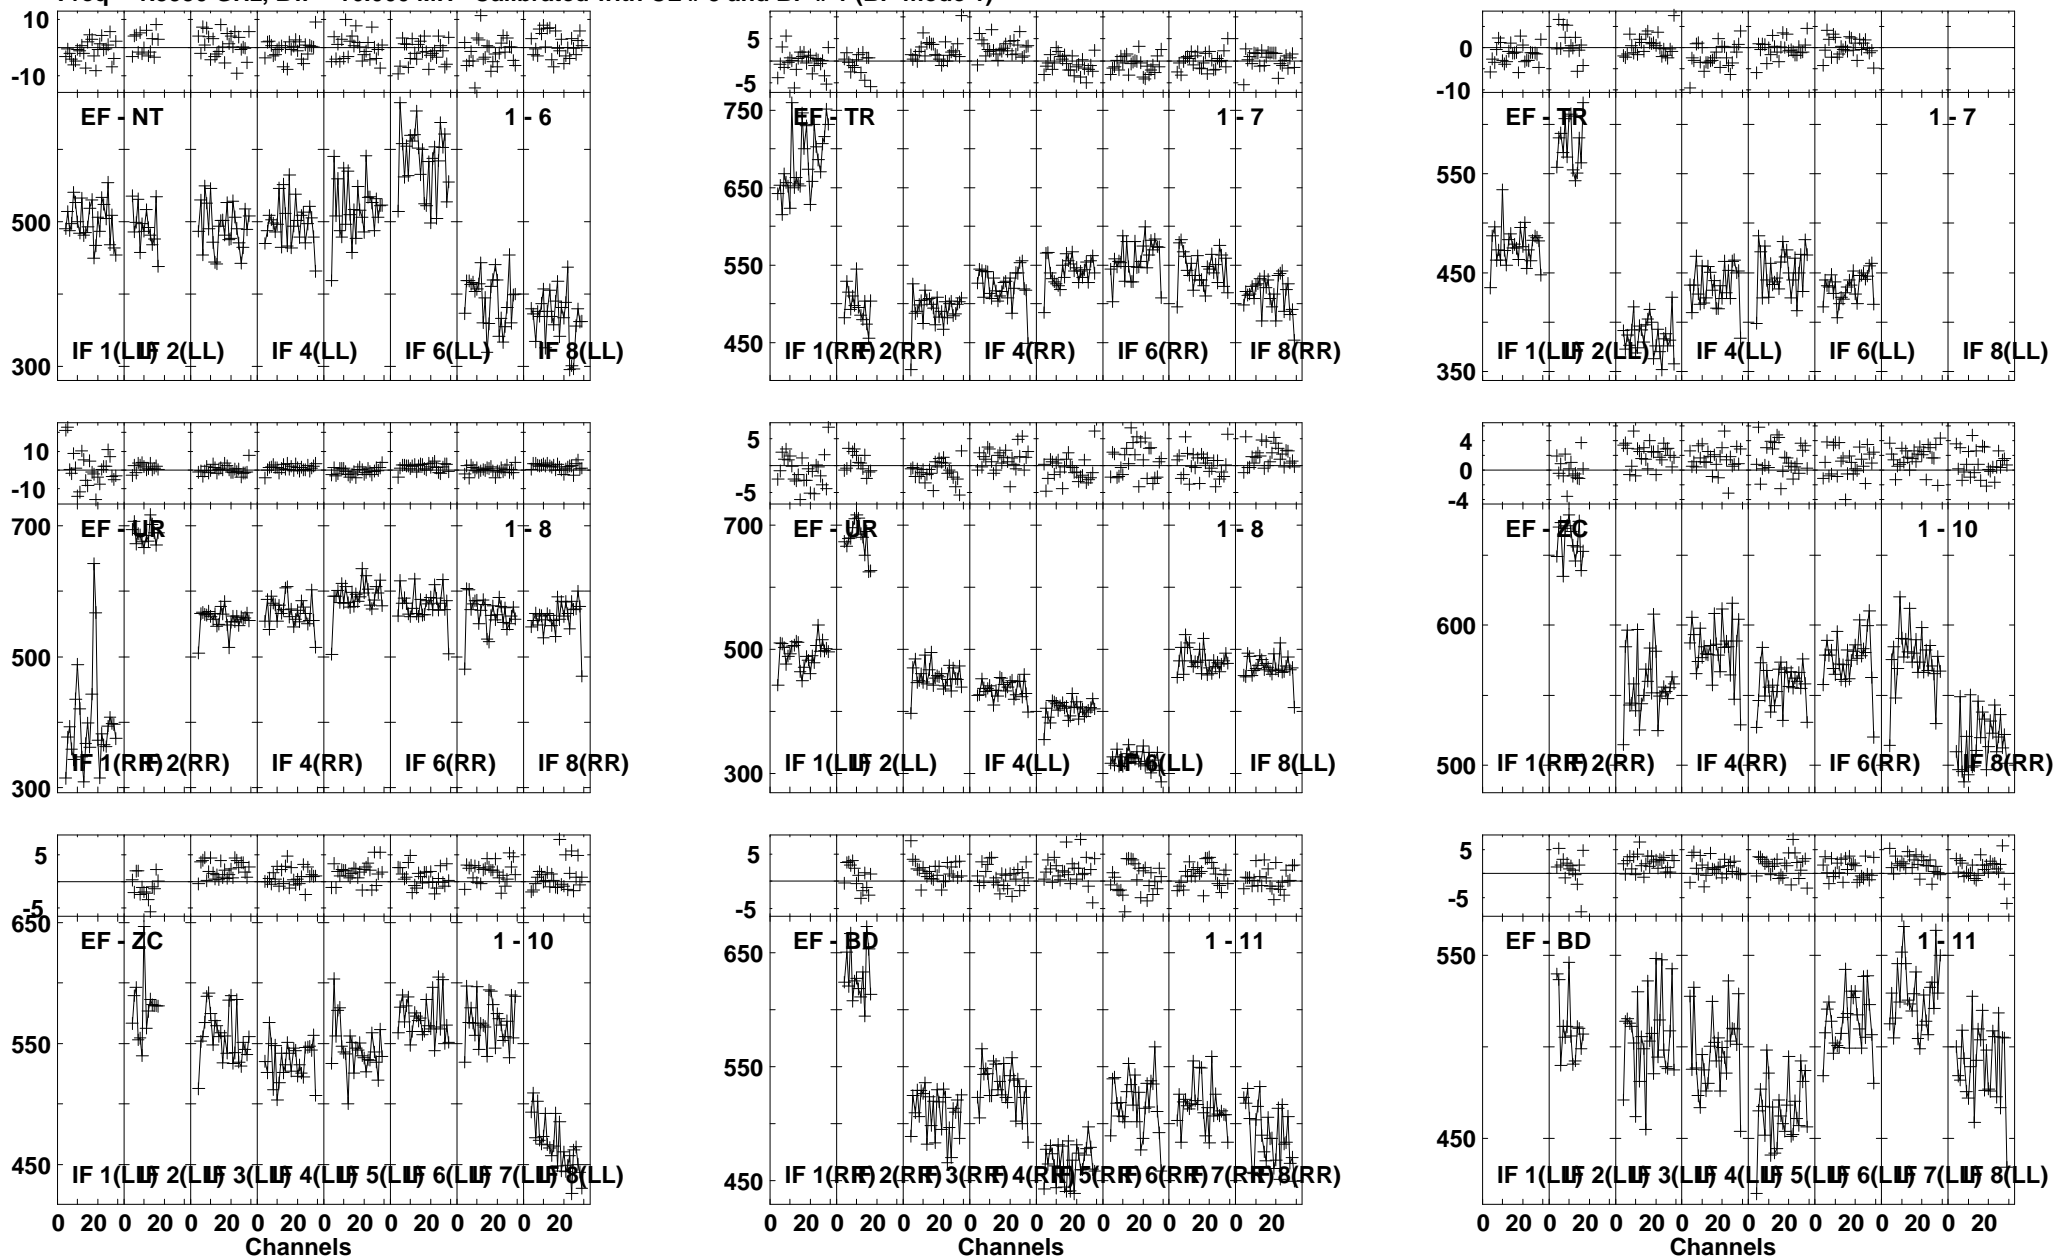 10
-10
EF - NT 1 - 6
500
300
IF 1(LL) IF 2(LL) IF 4(LL) IF 6(LL) IF 8(LL)
5
-5
EF - TR 1 - 7
750
650
550
450
IF 1(RR) IF 2(RR) IF 4(RR) IF 6(RR) IF 8(RR)
0
-10
EF - TR 1 - 7
550
450
350
IF 1(LL) IF 2(LL) IF 4(LL) IF 6(LL) IF 8(LL)
10
-10
EF - UR 1 - 8
700
500
300
IF 1(RR) IF 2(RR) IF 4(RR) IF 6(RR) IF 8(RR)
5
-5
EF - UR 1 - 8
700
500
300
IF 1(LL) IF 2(LL) IF 4(LL) IF 6(LL) IF 8(LL)
4
0
-4
EF - ZC 1 - 10
600
500
IF 1(RR) IF 2(RR) IF 4(RR) IF 6(RR) IF 8(RR)
5
-5
650
EF - ZC 1 - 10
550
450
IF 1(LL) IF 2(LL) IF 3(LL) IF 4(LL) IF 5(LL) IF 6(LL) IF 7(LL) IF 8(LL)
0 20 0 20 0 20 0 20 0 20 0 20 0 20 0 20
Channels
5
-5
EF - BD 1 - 11
650
550
450
IF 1(RR) IF 2(RR) IF 3(RR) IF 4(RR) IF 5(RR) IF 6(RR) IF 7(RR) IF 8(RR)
0 20 0 20 0 20 0 20 0 20 0 20 0 20 0 20
Channels
5
-5
EF - BD 1 - 11
550
450
IF 1(LL) IF 2(LL) IF 3(LL) IF 4(LL) IF 5(LL) IF 6(LL) IF 7(LL) IF 8(LL)
0 20 0 20 0 20 0 20 0 20 0 20 0 20 0 20
Channels